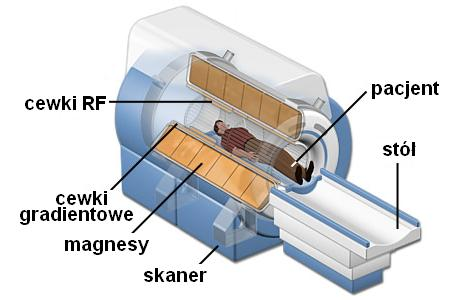 cewki RF
pacjent
stół
cewki
gradientowe
magnesy
skaner